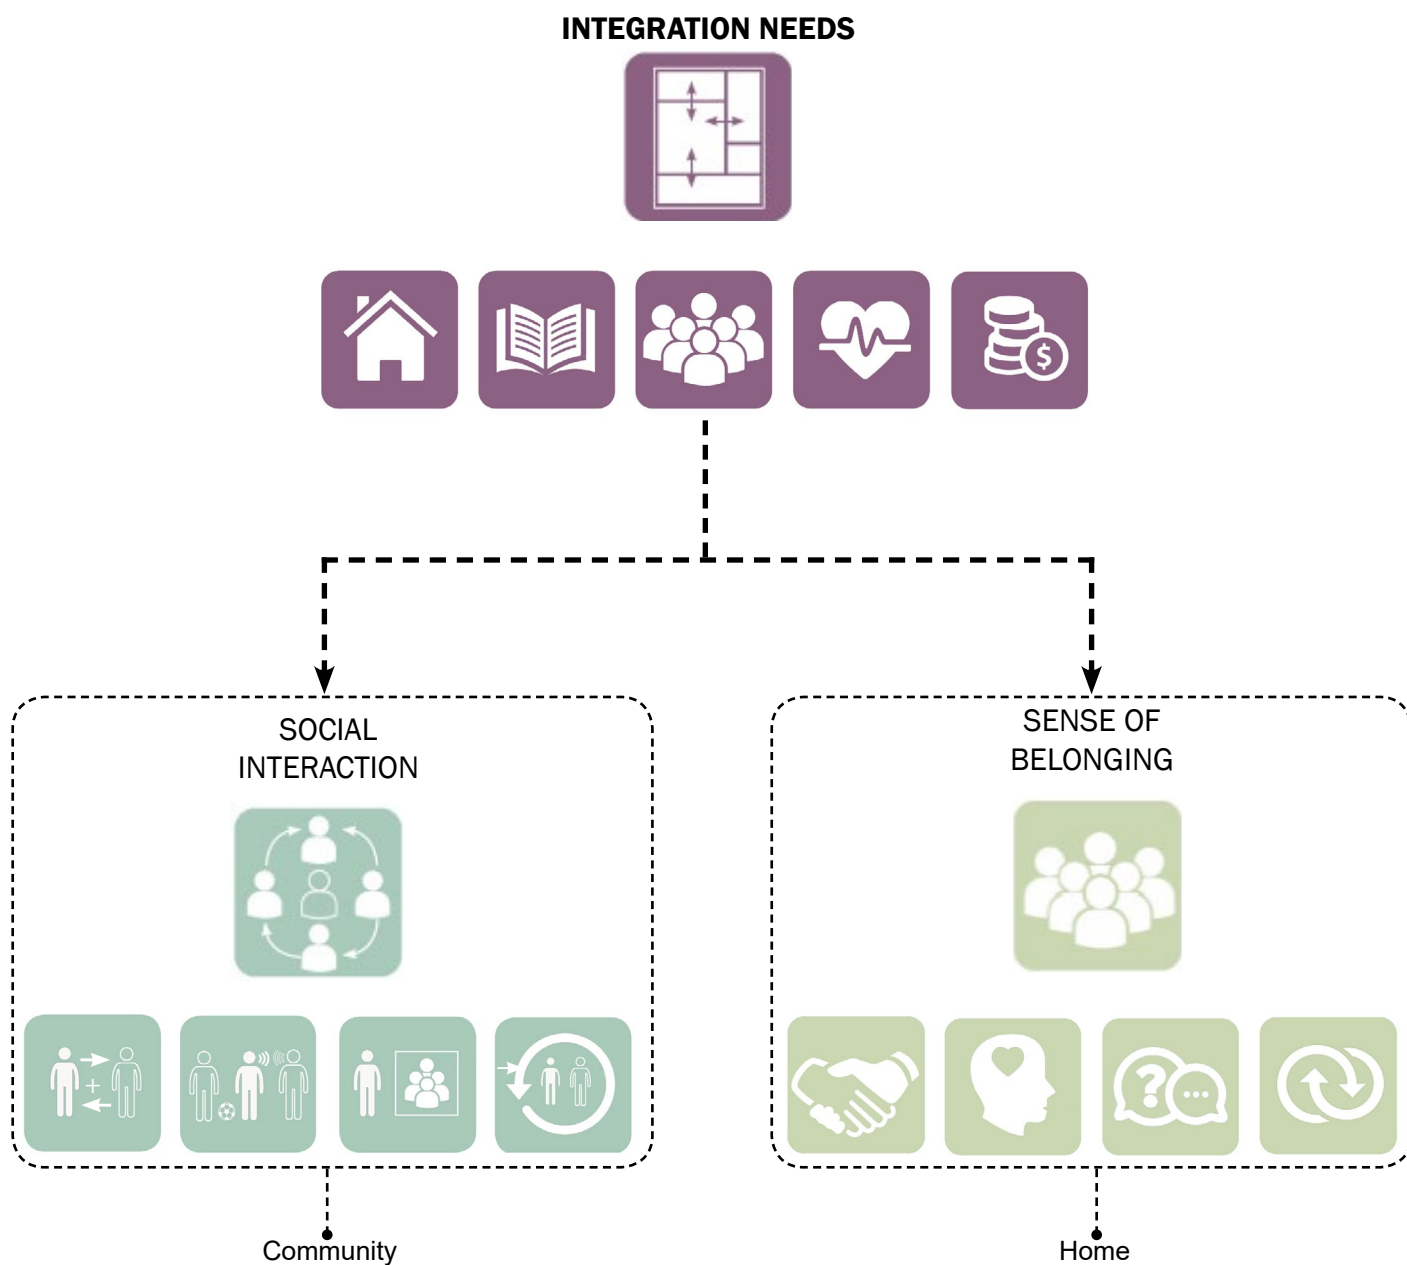 INTEGRATION NEEDS
$
SOCIAL
INTERACTION
SENSE OF
BELONGING
+
?
...
Community
Home